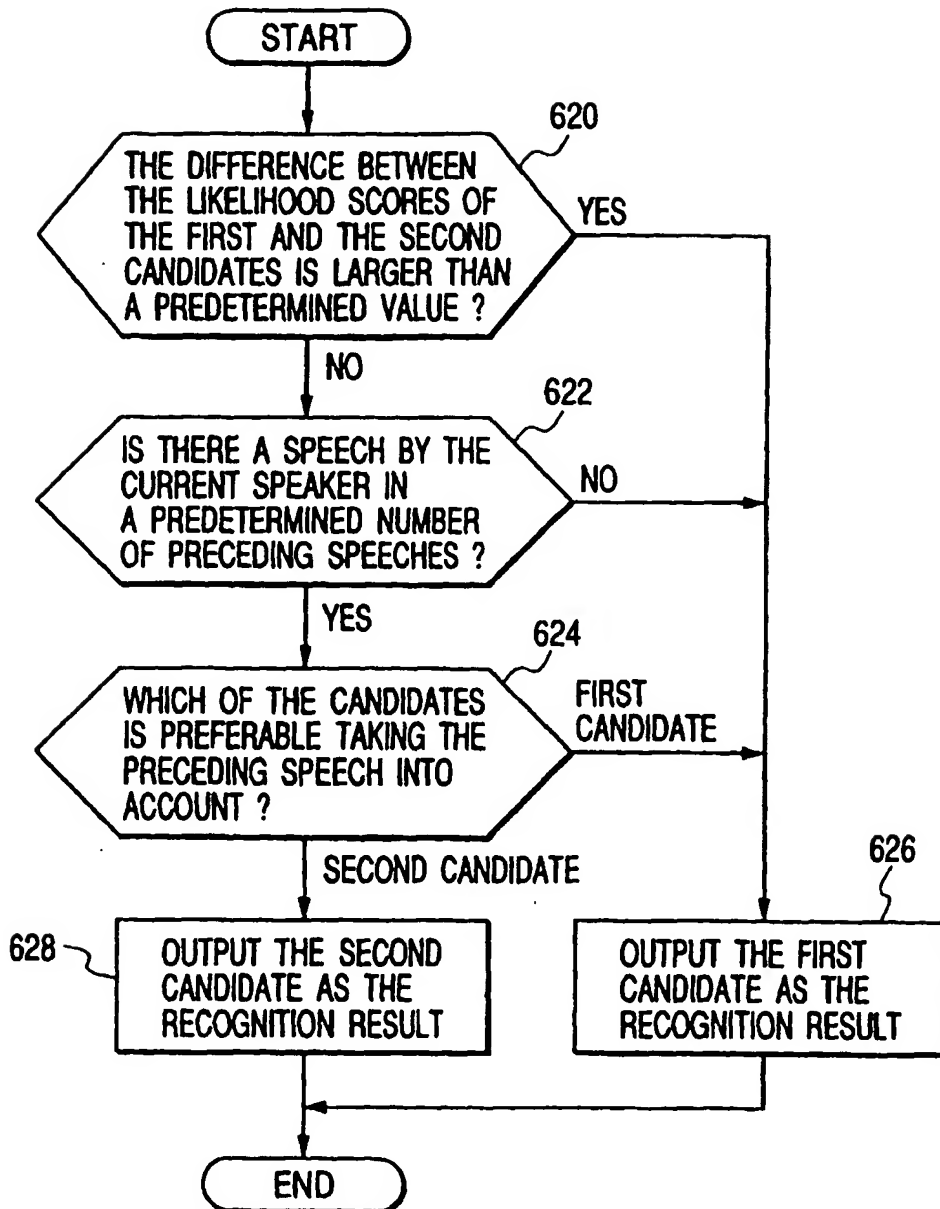 START
620
THE DIFFERENCE BETWEEN
THE LIKELIHOOD SCORES OF
THE FIRST AND THE SECOND
CANDIDATES IS LARGER THAN
A PREDETERMINED VALUE ?
YES
NO
622
IS THERE A SPEECH BY THE
CURRENT SPEAKER IN
A PREDETERMINED NUMBER
OF PRECEDING SPEECHES ?
NO
YES
624
WHICH OF THE CANDIDATES
IS PREFERABLE TAKING THE
PRECEDING SPEECH INTO
ACCOUNT ?
FIRST
CANDIDATE
SECOND CANDIDATE
626
628
OUTPUT THE SECOND
CANDIDATE AS THE
RECOGNITION RESULT
OUTPUT THE FIRST
CANDIDATE AS THE
RECOGNITION RESULT
END